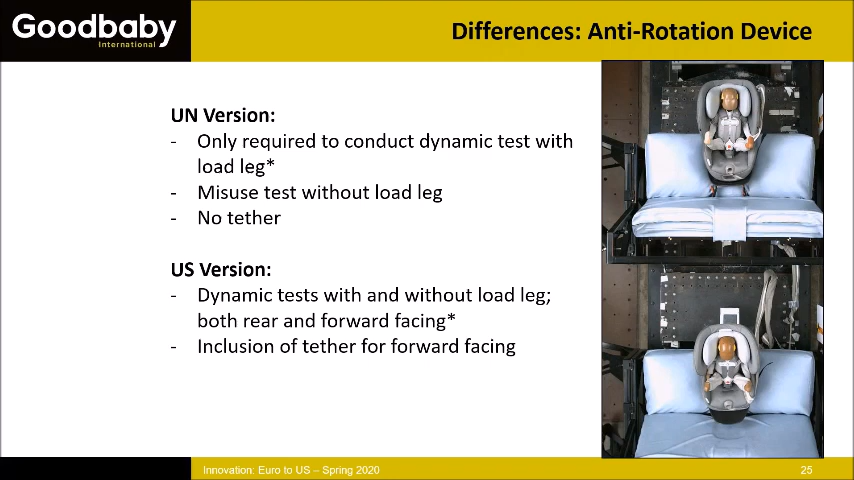 Goodbaby
International
Differences: Anti-Rotation Device
UN Version:
- Only required to conduct dynamic test with
load leg*
- Misuse test without load leg
- No tether
US Version:
- Dynamic tests with and without load leg;
both rear and forward facing*
- Inclusion of tether for forward facing
Innovation: Euro to US – Spring 2020
25